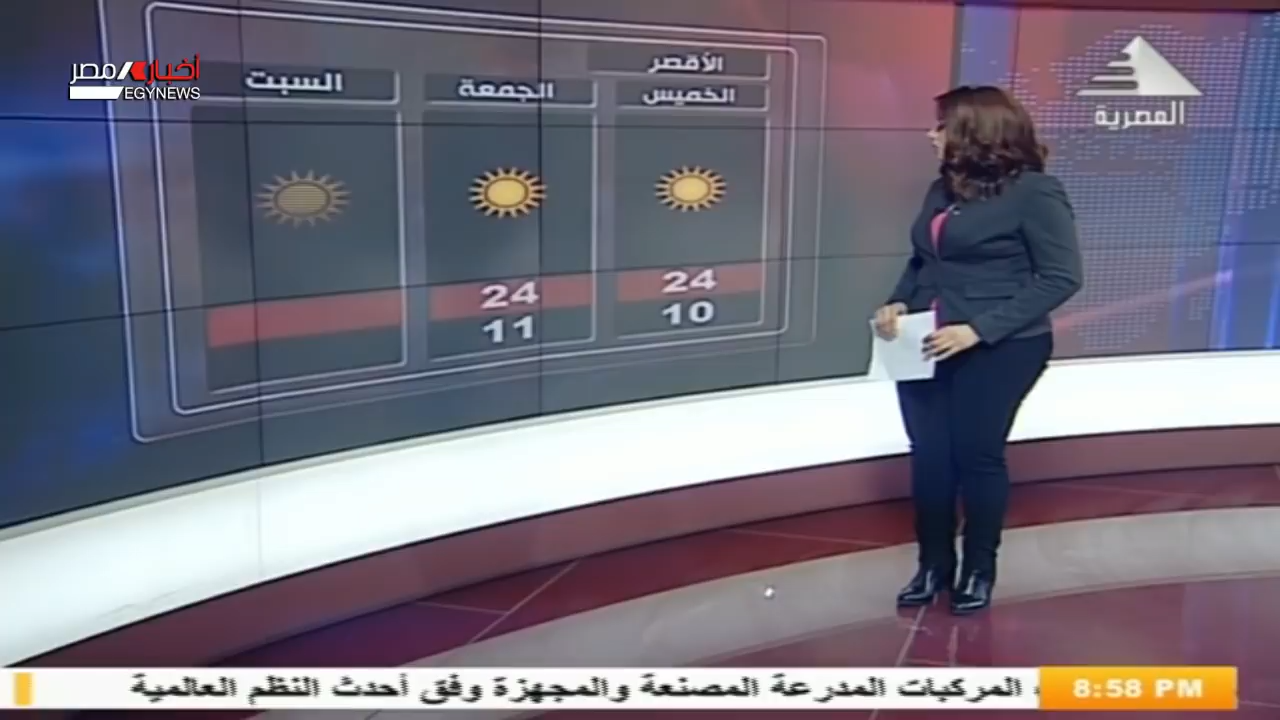 أخبار مصر
EGYNEWS
المصرية
الأقصر
الخميس
الجمعة
السبت
24
10
24
11
المركبات المدرعة المصنعة والمجهزة وفق أحدث النظم العالمية
8:58 PM